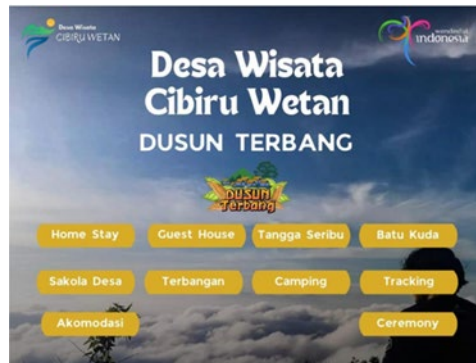 Desa Wisata
CIBIRU WETAN
wonderful
indonesia
Desa Wisata
Cibiru Wetan
DUSUN TERBANG
DUSUN
Terbang
Home Stay
Guest House
Tangga Seribu
Batu Kuda
Sakola Desa
Terbangan
Camping
Tracking
Akomodasi
Ceremony